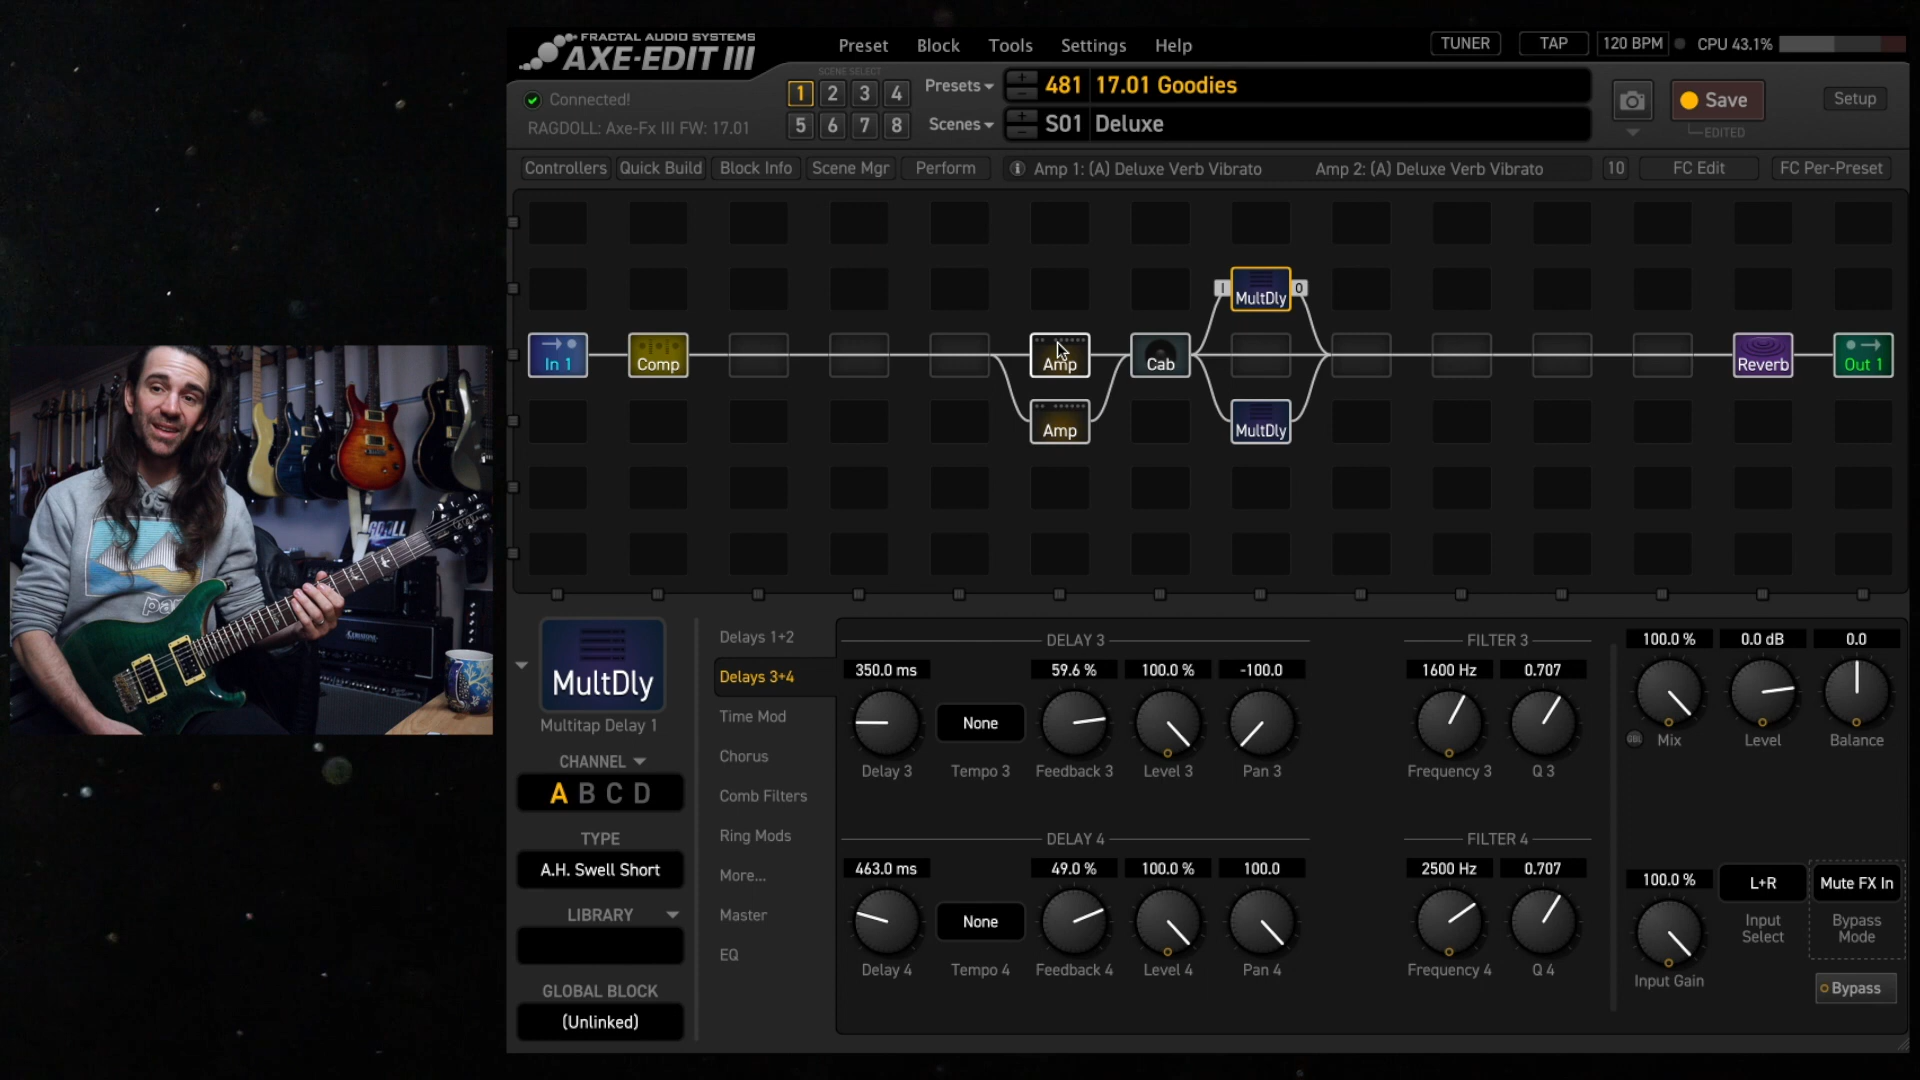 FRACTAL AUDIO SYSTEMS
AXE-EDIT III
Preset Block Tools Settings Help
TUNER TAP 120 BPM CPU 43.1%
Connected!
RAGDOLL: Axe-Fx III FW: 17.01
SCENE SELECT
1 2 3 4
5 6 7 8
Presets 481 17.01 Goodies
Scenes S01 Deluxe
Save
EDITED
Setup
Controllers Quick Build Block Info Scene Mgr Perform
Amp 1: (A) Deluxe Verb Vibrato Amp 2: (A) Deluxe Verb Vibrato
10 FC Edit FC Per-Preset
I MultDly O
In 1 Comp Amp Cab Reverb Out 1
Amp MultDly
MultDly
Multitap Delay 1
CHANNEL
A B C D
TYPE
A.H. Swell Short
LIBRARY
GLOBAL BLOCK
(Unlinked)
Delays 1+2
Delays 3+4
Time Mod
Chorus
Comb Filters
Ring Mods
More...
Master
EQ
DELAY 3 FILTER 3
350.0 ms 59.6 % 100.0 % -100.0 1600 Hz 0.707
None
Delay 3 Tempo 3 Feedback 3 Level 3 Pan 3 Frequency 3 Q 3
DELAY 4 FILTER 4
463.0 ms 49.0 % 100.0 % 100.0 2500 Hz 0.707
None
Delay 4 Tempo 4 Feedback 4 Level 4 Pan 4 Frequency 4 Q 4
100.0 % 0.0 dB 0.0
GBL Mix Level Balance
100.0 % L+R Mute FX In
Input Gain
Input
Select
Bypass
Mode
Bypass